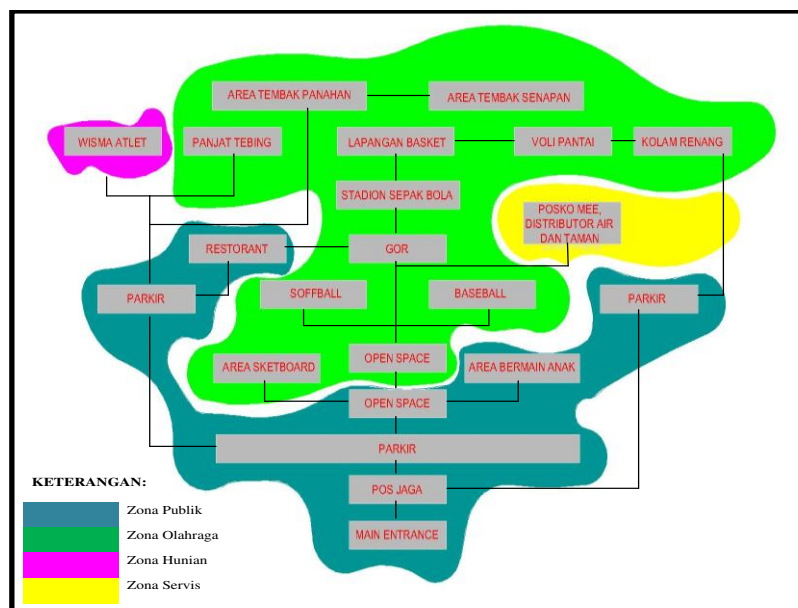 AREA TEMBAK PANAHAN
AREA TEMBAK SENAPAN
WISMA ATLET
PANJAT TEBING
LAPANGAN BASKET
VOLI PANTAI
KOLAM RENANG
STADION SEPAK BOLA
POSKO MEE,
DISTRIBUTOR AIR
DAN TAMAN
RESTORANT
GOR
PARKIR
SOFFBALL
BASEBALL
PARKIR
AREA SKETBOARD
OPEN SPACE
AREA BERMAIN ANAK
OPEN SPACE
PARKIR
POS JAGA
MAIN ENTRANCE
KETERANGAN:
Zona Publik
Zona Olahraga
Zona Hunian
Zona Servis